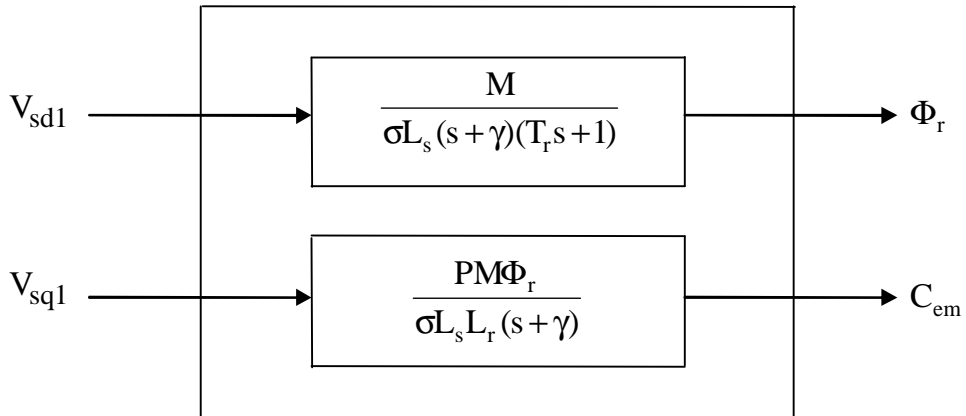 V_sd1
M
σL_s(s+γ)(T_r s+1)
Φ_r
V_sq1
PMΦ_r
σL_sL_r(s+γ)
C_em